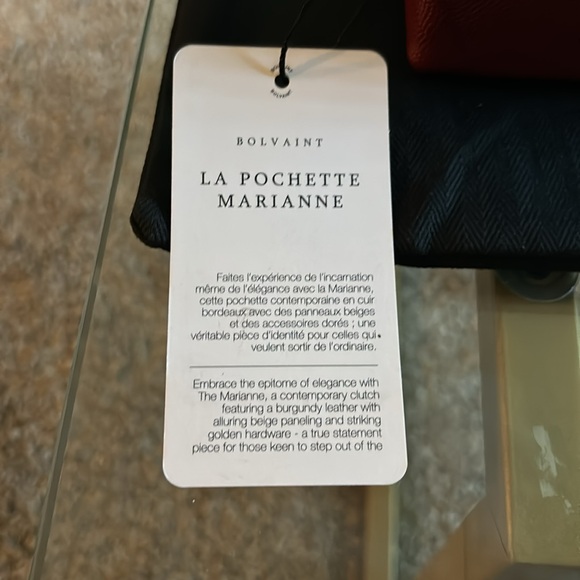 BOLVAINT
BOLVAINT
LA POCHETTE
MARIANNE
Faites l'expérience de l'incarnation
même de l'élégance avec la Marianne,
cette pochette contemporaine en cuir
bordeaux avec des panneaux beiges
et des accessoires dorés ; une
véritable pièce d'identité pour celles qui
veulent sortir de l'ordinaire.
Embrace the epitome of elegance with
The Marianne, a contemporary clutch
featuring a burgundy leather with
alluring beige paneling and striking
golden hardware - a true statement
piece for those keen to step out of the